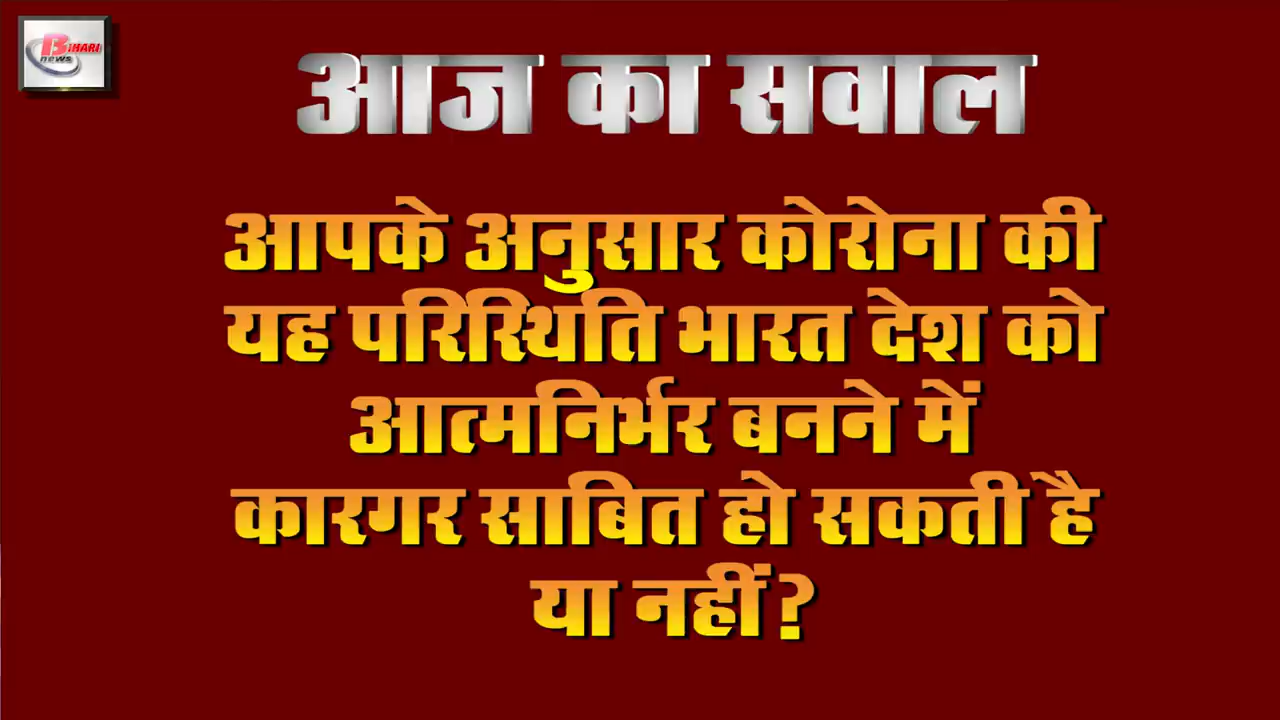 BIHARI
news
आज का सवाल
आपके अनुसार कोरोना की
यह परिस्थिति भारत देश को
आत्मनिर्भर बनने में
कारगर साबित हो सकती है
या नहीं?